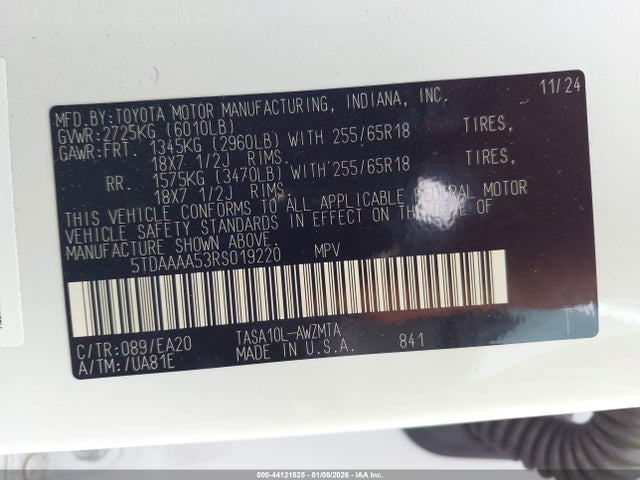 MFD.BY:TOYOTA MOTOR MANUFACTURING, INDIANA, INC. 11/24
GVWR:2725KG (6010LB)
GAWR:FRT. 1345KG (2960LB) WITH 255/65R18 TIRES,
18X7 1/2J RIMS.
RR. 1575KG (3470LB) WITH 255/65R18 TIRES,
18X7 1/2J RIMS.
THIS VEHICLE CONFORMS TO ALL APPLICABLE FEDERAL MOTOR
VEHICLE SAFETY STANDARDS IN EFFECT ON THE DATE OF
MANUFACTURE SHOWN ABOVE.
5TDAAAA53RS019220 MPV
C/TR:089/EA20 TASA10L-AWZMTA
A/TM:/UA81E MADE IN U.S.A. 841
000-44121525 - 01/08/2026 - IAA Inc.